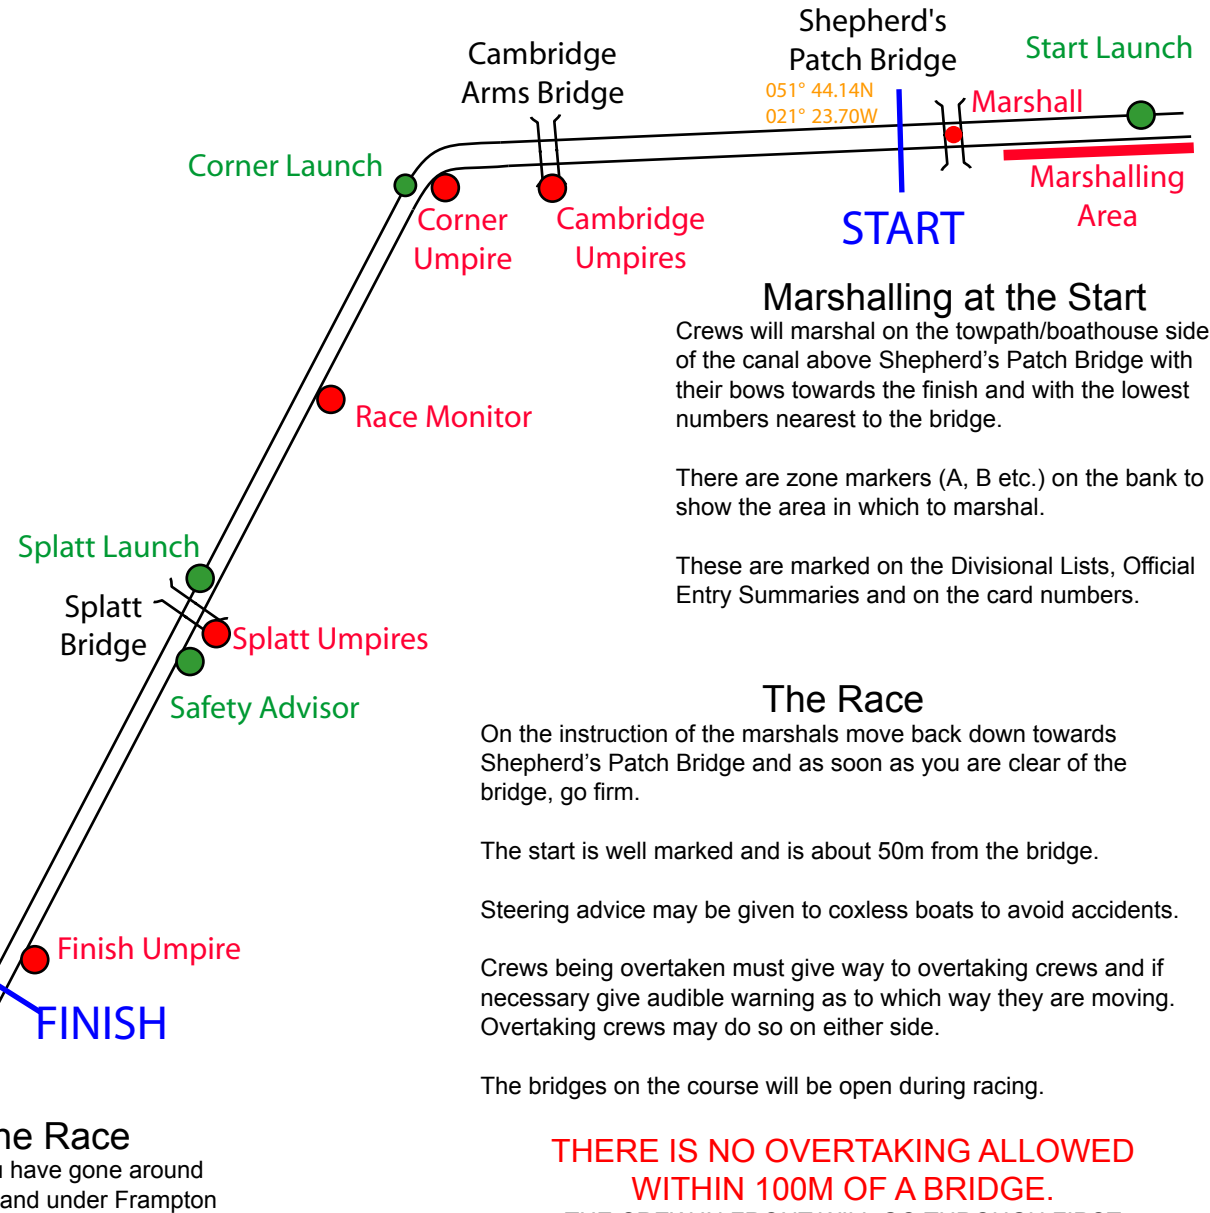 Shepherd's
Patch Bridge
Cambridge
Arms Bridge
Start Launch
051° 44.14N
021° 23.70W
Marshall
Corner Launch
Marshalling
Area
Corner
Umpire
Cambridge
Umpires
START
Marshalling at the Start
Crews will marshal on the towpath/boathouse side
of the canal above Shepherd’s Patch Bridge with
their bows towards the finish and with the lowest
numbers nearest to the bridge.
There are zone markers (A, B etc.) on the bank to
show the area in which to marshal.
These are marked on the Divisional Lists, Official
Entry Summaries and on the card numbers.
Race Monitor
Splatt Launch
Splatt
Bridge
Splatt Umpires
Safety Advisor
The Race
On the instruction of the marshals move back down towards
Shepherd’s Patch Bridge and as soon as you are clear of the
bridge, go firm.
The start is well marked and is about 50m from the bridge.
Steering advice may be given to coxless boats to avoid accidents.
Crews being overtaken must give way to overtaking crews and if
necessary give audible warning as to which way they are moving.
Overtaking crews may do so on either side.
The bridges on the course will be open during racing.
THERE IS NO OVERTAKING ALLOWED
WITHIN 100M OF A BRIDGE.
Finish Umpire
FINISH
Race
have gone around
and under Frampton